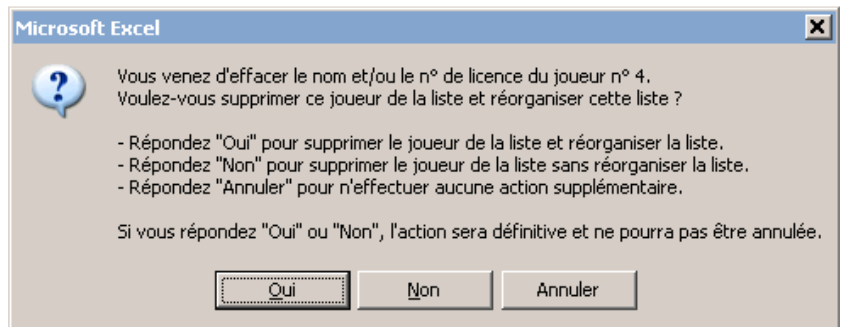 Microsoft Excel
Vous venez d'effacer le nom et/ou le n° de licence du joueur n° 4.
Voulez-vous supprimer ce joueur de la liste et réorganiser cette liste ?
- Répondez "Oui" pour supprimer le joueur de la liste et réorganiser la liste.
- Répondez "Non" pour supprimer le joueur de la liste sans réorganiser la liste.
- Répondez "Annuler" pour n'effectuer aucune action supplémentaire.
Si vous répondez "Oui" ou "Non", l'action sera définitive et ne pourra pas être annulée.
Oui Non Annuler